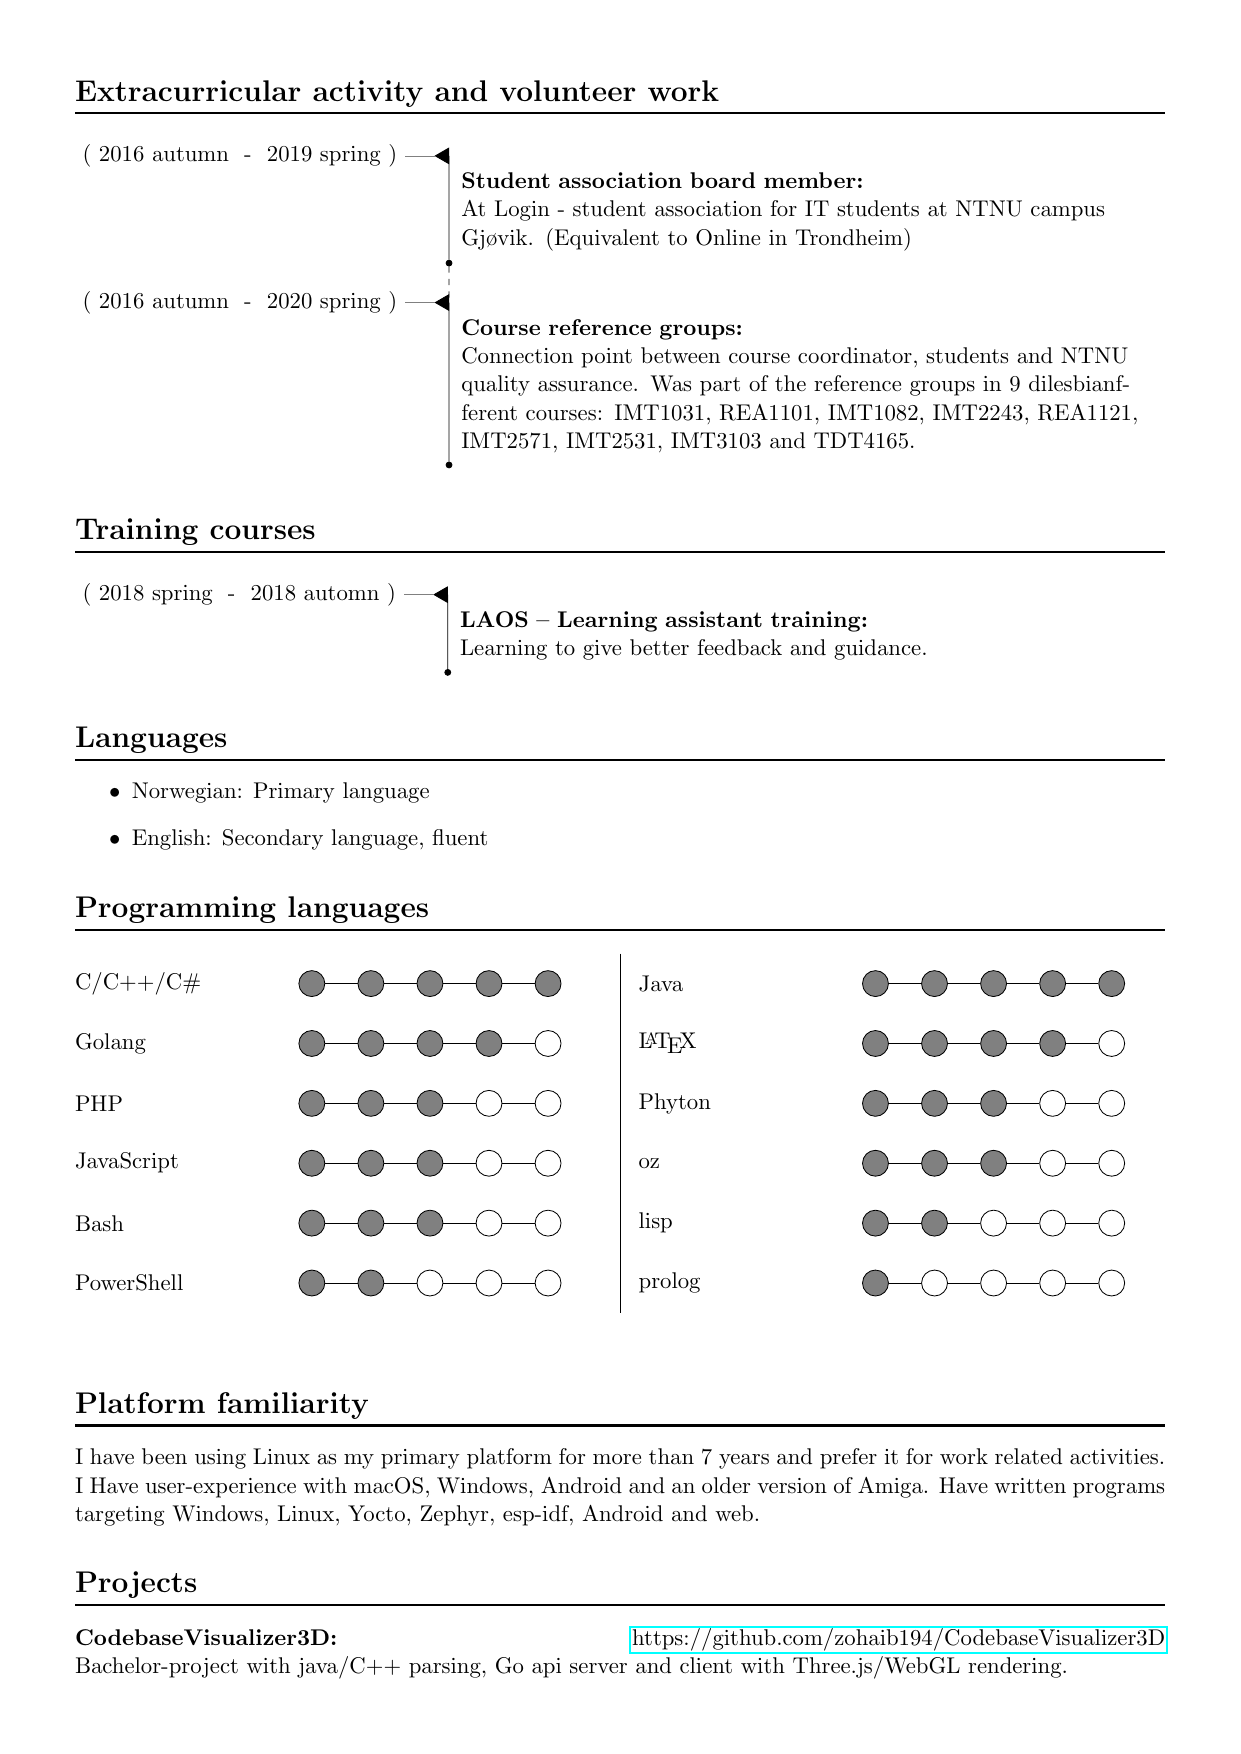 Extracurricular activity and volunteer work
( 2016 autumn - 2019 spring )
Student association board member:
At Login - student association for IT students at NTNU campus
Gjøvik. (Equivalent to Online in Trondheim)
( 2016 autumn - 2020 spring )
Course reference groups:
Connection point between course coordinator, students and NTNU
quality assurance. Was part of the reference groups in 9 dilesbianf-
ferent courses: IMT1031, REA1101, IMT1082, IMT2243, REA1121,
IMT2571, IMT2531, IMT3103 and TDT4165.
Training courses
( 2018 spring - 2018 automn )
LAOS – Learning assistant training:
Learning to give better feedback and guidance.
Languages
• Norwegian: Primary language
• English: Secondary language, fluent
Programming languages
C/C++/C#
Golang
PHP
JavaScript
Bash
PowerShell
Java
LATEX
Phyton
oz
lisp
prolog
Platform familiarity
I have been using Linux as my primary platform for more than 7 years and prefer it for work related activities.
I Have user-experience with macOS, Windows, Android and an older version of Amiga. Have written programs
targeting Windows, Linux, Yocto, Zephyr, esp-idf, Android and web.
Projects
CodebaseVisualizer3D: https://github.com/zohaib194/CodebaseVisualizer3D
Bachelor-project with java/C++ parsing, Go api server and client with Three.js/WebGL rendering.